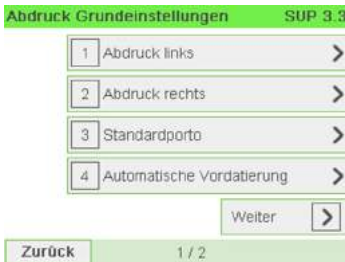 Abdruck Grundeinstellungen SUP 3.3
1 Abdruck links
2 Abdruck rechts
3 Standardporto
4 Automatische Vordatierung
Weiter
Zurück 1 / 2